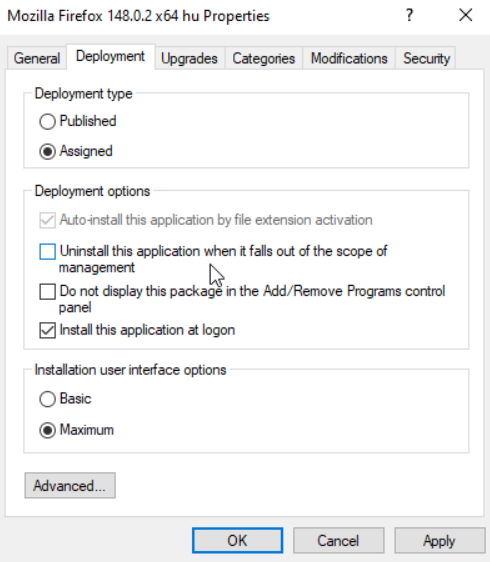 Mozilla Firefox 148.0.2 x64 hu Properties
?
General Deployment Upgrades Categories Modifications Security
Deployment type
Published
Assigned
Deployment options
Auto-install this application by file extension activation
Uninstall this application when it falls out of the scope of
management
Do not display this package in the Add/Remove Programs control
panel
Install this application at logon
Installation user interface options
Basic
Maximum
Advanced...
OK Cancel Apply